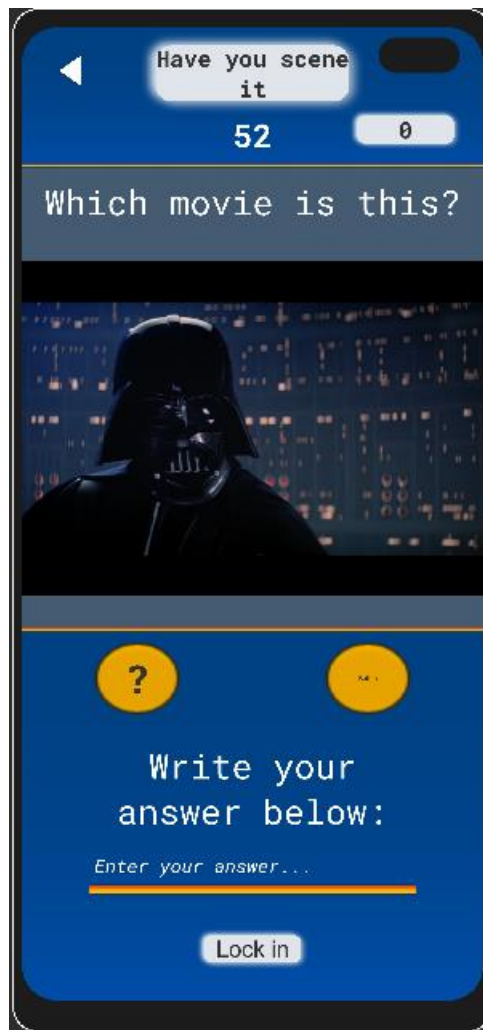 Have you scene
it
52
0
Which movie is this?
?
Write your
answer below:
Enter your answer...
Lock in